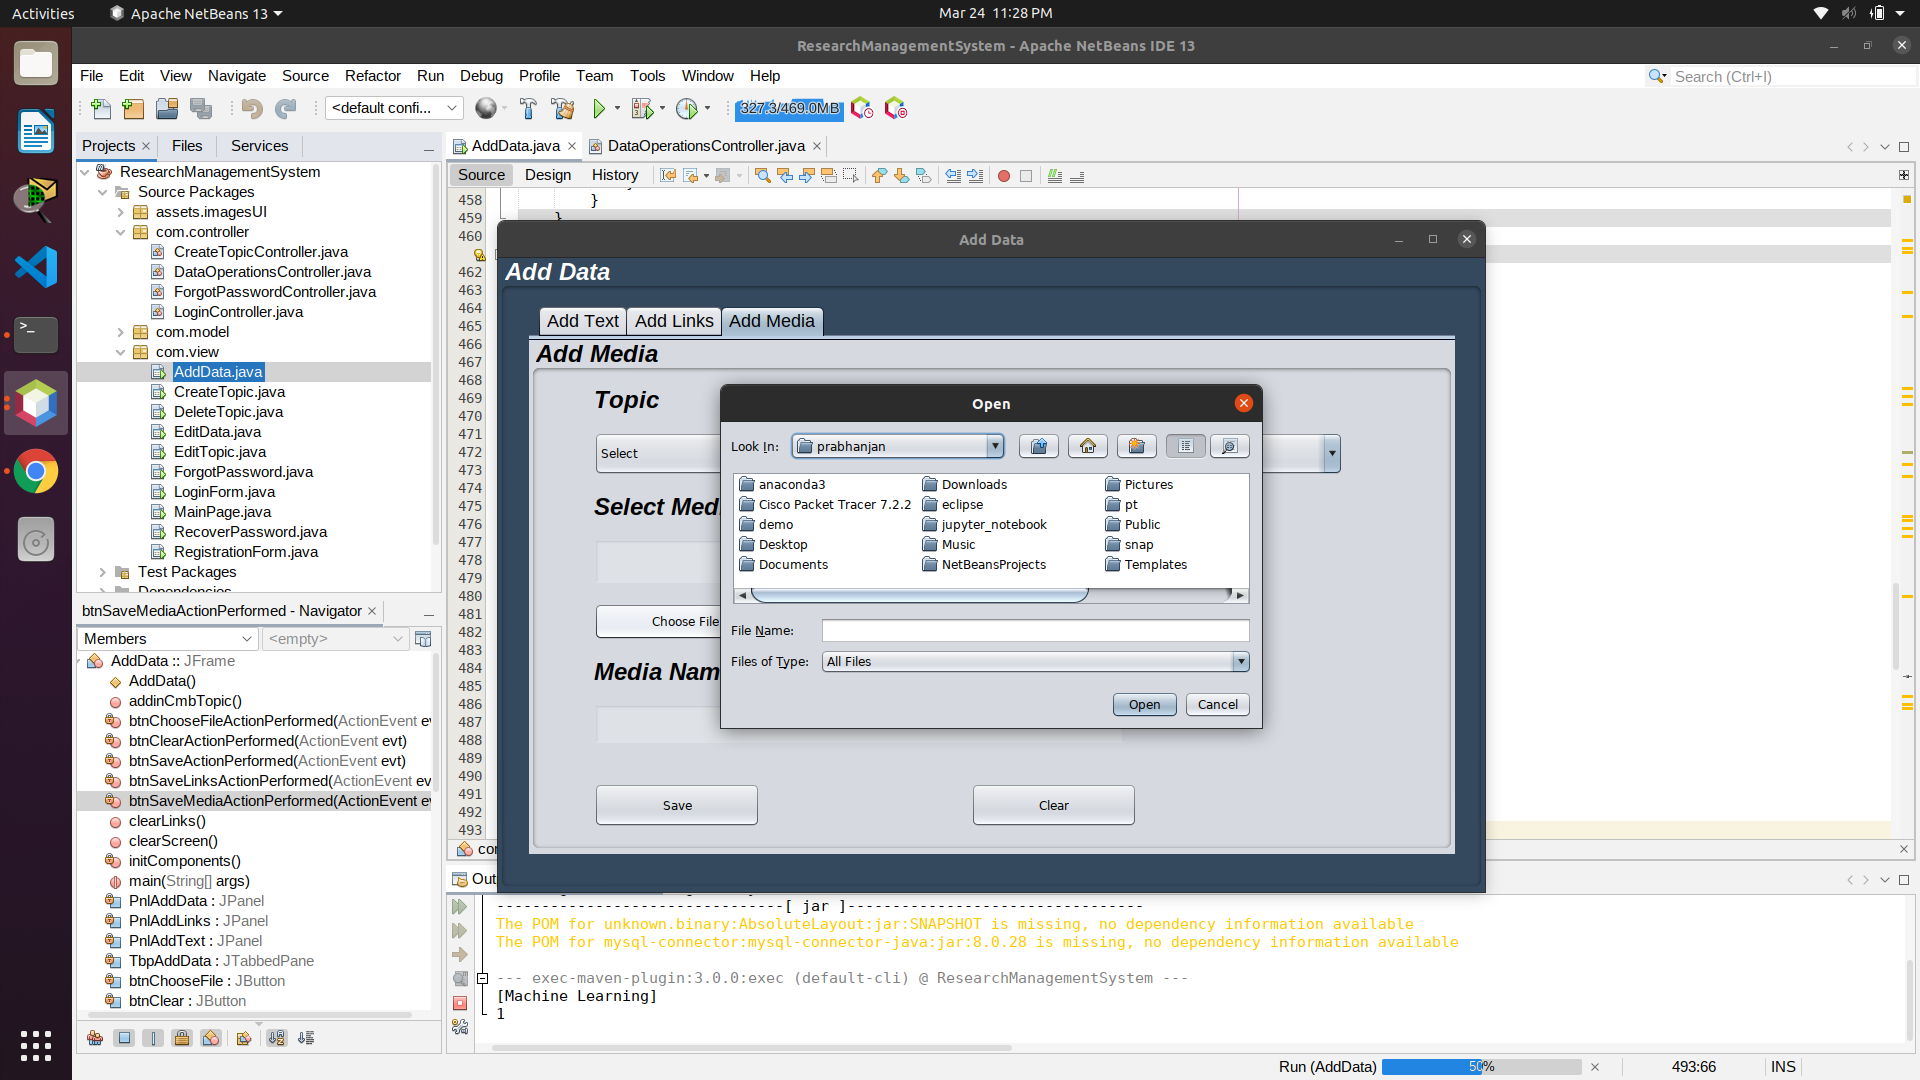 Activities
Apache NetBeans 13
Mar 24 11:28 PM
ResearchManagementSystem - Apache NetBeans IDE 13
File Edit View Navigate Source Refactor Run Debug Profile Team Tools Window Help
Search (Ctrl+I)
<default confi...
327.3/469.0MB
Projects
Files
Services
ResearchManagementSystem
Source Packages
assets.imagesUI
com.controller
CreateTopicController.java
DataOperationsController.java
ForgotPasswordController.java
LoginController.java
com.model
com.view
AddData.java
CreateTopic.java
DeleteTopic.java
EditData.java
EditTopic.java
ForgotPassword.java
LoginForm.java
MainPage.java
RecoverPassword.java
RegistrationForm.java
Test Packages
btnSaveMediaActionPerformed - Navigator
Members
<empty>
AddData :: JFrame
AddData()
addinCmbTopic()
btnChooseFileActionPerformed(ActionEvent ev
btnClearActionPerformed(ActionEvent evt)
btnSaveActionPerformed(ActionEvent evt)
btnSaveLinksActionPerformed(ActionEvent ev
btnSaveMediaActionPerformed(ActionEvent ev
clearLinks()
clearScreen()
initComponents()
main(String[] args)
PnlAddData : JPanel
PnlAddLinks : JPanel
PnlAddText : JPanel
TbpAddData : JTabbedPane
btnChooseFile : JButton
btnClear : JButton
AddData.java
DataOperationsController.java
Source Design History
458 }
459 }
460
462
463
464
465
466
467
468
469
470
471
472
473
474
475
476
477
478
479
480
481
482
483
484
485
486
487
488
489
490
491
492
493
Add Data
Add Data
Add Text
Add Links
Add Media
Add Media
Topic
Select
Select Med
Choose File
Media Nam
Save
Clear
Open
Look In:
prabhanjan
anaconda3
Cisco Packet Tracer 7.2.2
demo
Desktop
Documents
Downloads
eclipse
jupyter_notebook
Music
NetBeansProjects
Pictures
pt
Public
snap
Templates
File Name:
Files of Type:
All Files
Open
Cancel
co
Out
--------------------------------[ jar ]---------------------------------
The POM for unknown.binary:AbsoluteLayout:jar:SNAPSHOT is missing, no dependency information available
The POM for mysql-connector:mysql-connector-java:jar:8.0.28 is missing, no dependency information available
--- exec-maven-plugin:3.0.0:exec (default-cli) @ ResearchManagementSystem ---
[Machine Learning]
1
Run (AddData)
50%
493:66
INS